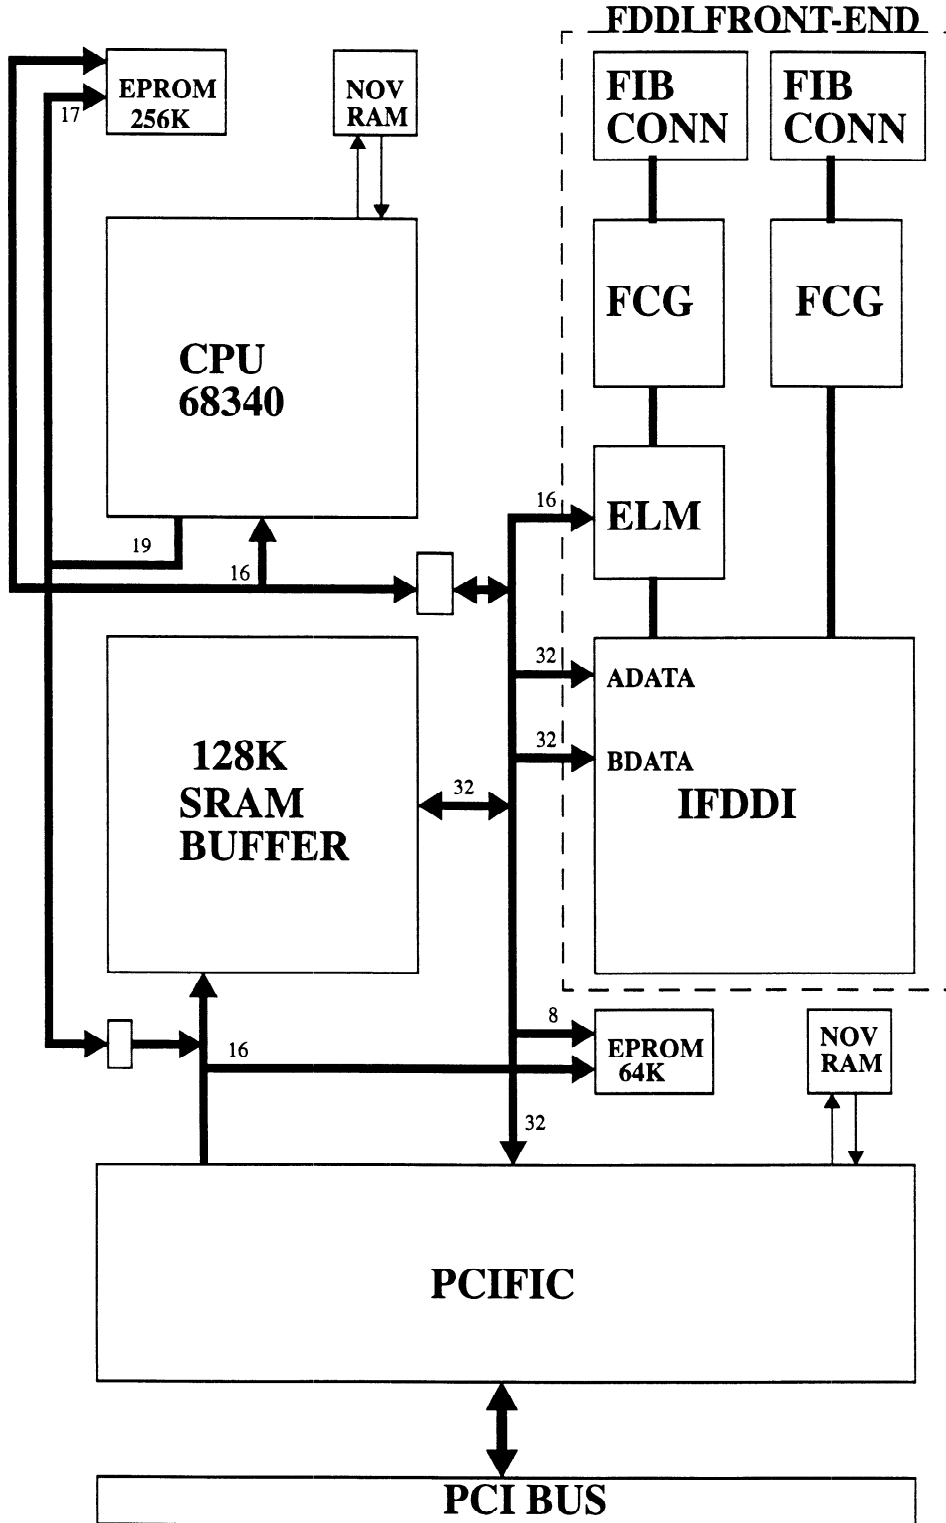 FDDI FRONT-END
EPROM
256K
17
NOV
RAM
FIB
CONN
FIB
CONN
FCG
FCG
CPU
68340
19
16
16
ELM
32
ADATA
32
BDATA
IFDDI
128K
SRAM
BUFFER
32
16
8
EPROM
64K
NOV
RAM
32
PCIFIC
PCI BUS